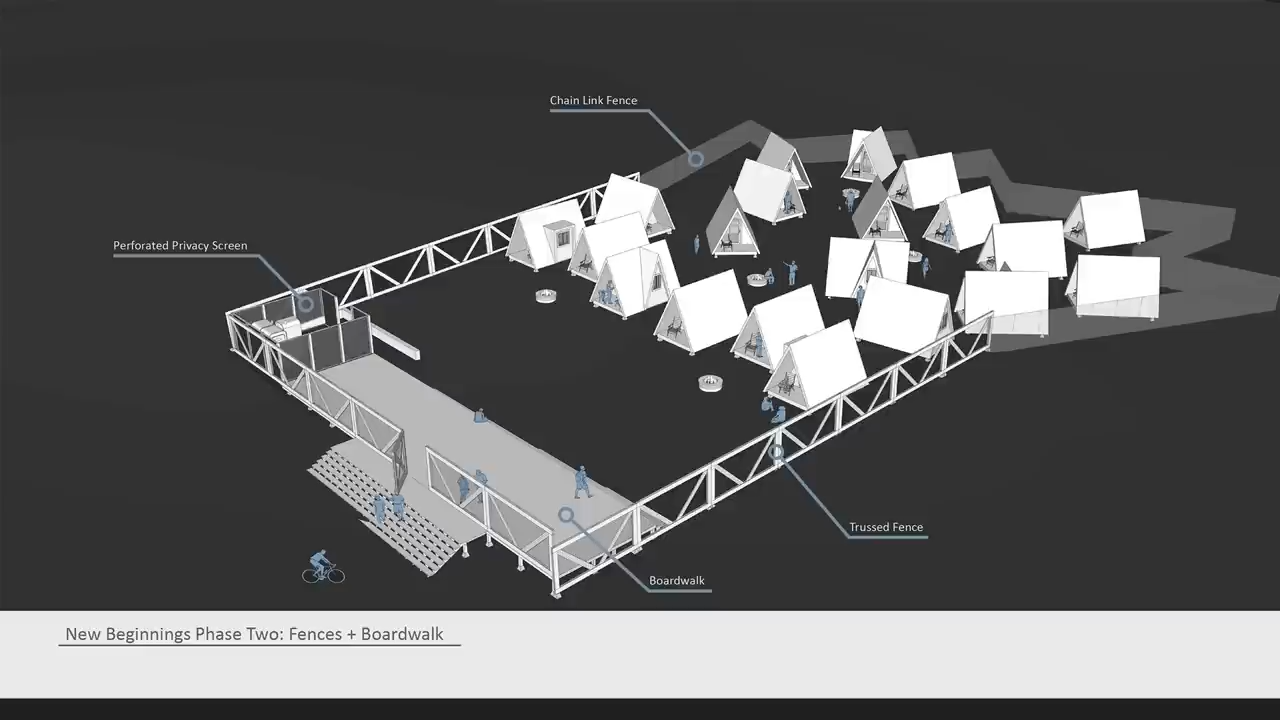 Chain Link Fence
Perforated Privacy Screen
Trussed Fence
Boardwalk
New Beginnings Phase Two: Fences + Boardwalk